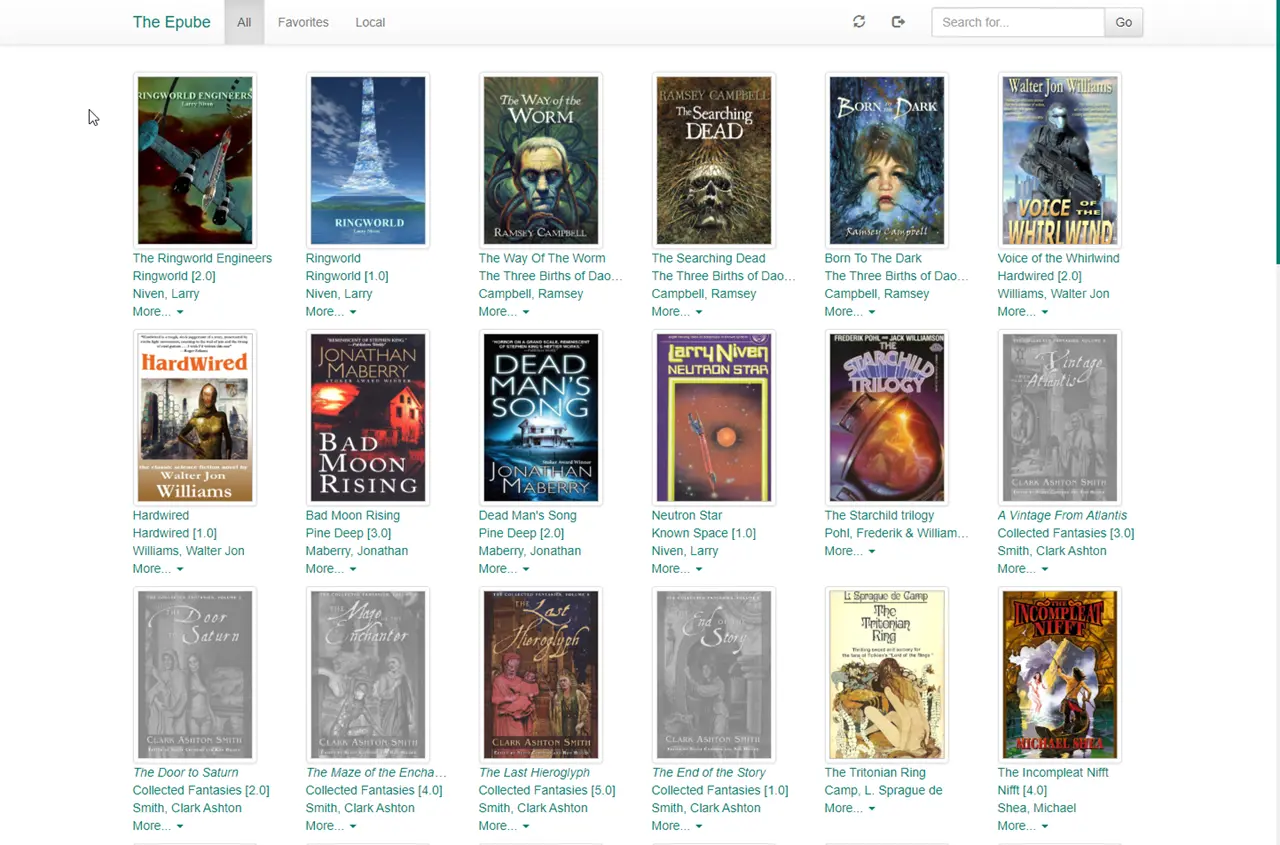 The Epube All Favorites Local Search for... Go
RINGWORLD ENGINEERS
Larry Niven
RINGWORLD
Larry Niven
The WAY of the
WORM
RAMSEY CAMPBELL
RAMSEY CAMPBELL
The Searching
DEAD
BORN TO THE DARK
Ramsey Campbell
Walter Jon Williams
VOICE OF THE
WHIRLWIND
The Ringworld Engineers
Ringworld [2.0]
Niven, Larry
More...
Ringworld
Ringworld [1.0]
Niven, Larry
More...
The Way Of The Worm
The Three Births of Dao…
Campbell, Ramsey
More...
The Searching Dead
The Three Births of Dao…
Campbell, Ramsey
More...
Born To The Dark
The Three Births of Dao…
Campbell, Ramsey
More...
Voice of the Whirlwind
Hardwired [2.0]
Williams, Walter Jon
More...
HardWired
the classic science fiction novel by
Walter Jon
Williams
JONATHAN
MABERRY
STOKER AWARD WINNER
BAD
MOON
RISING
DEAD
MAN'S
SONG
JONATHAN
MABERRY
Larry Niven
NEUTRON STAR
FREDERIK POHL - JACK WILLIAMSON
THE
STARCHILD
TRILOGY
A Vintage
from
Atlantis
CLARK ASHTON SMITH
Hardwired
Hardwired [1.0]
Williams, Walter Jon
More...
Bad Moon Rising
Pine Deep [3.0]
Maberry, Jonathan
More...
Dead Man's Song
Pine Deep [2.0]
Maberry, Jonathan
More...
Neutron Star
Known Space [1.0]
Niven, Larry
More...
The Starchild trilogy
Pohl, Frederik & William…
More...
A Vintage From Atlantis
Collected Fantasies [3.0]
Smith, Clark Ashton
More...
THE
Door
TO
Saturn
CLARK ASHTON SMITH
THE
Maze
OF THE
Enchanter
CLARK ASHTON SMITH
THE
Last
Hieroglyph
CLARK ASHTON SMITH
The
End OF THE
Story
CLARK ASHTON SMITH
L. Sprague de Camp
The
Tritonian
Ring
THE
INCOMPLEAT
NIFFT
MICHAEL SHEA
The Door to Saturn
Collected Fantasies [2.0]
Smith, Clark Ashton
More...
The Maze of the Encha…
Collected Fantasies [4.0]
Smith, Clark Ashton
More...
The Last Hieroglyph
Collected Fantasies [5.0]
Smith, Clark Ashton
More...
The End of the Story
Collected Fantasies [1.0]
Smith, Clark Ashton
More...
The Tritonian Ring
Camp, L. Sprague de
More...
The Incompleat Nifft
Nifft [4.0]
Shea, Michael
More...